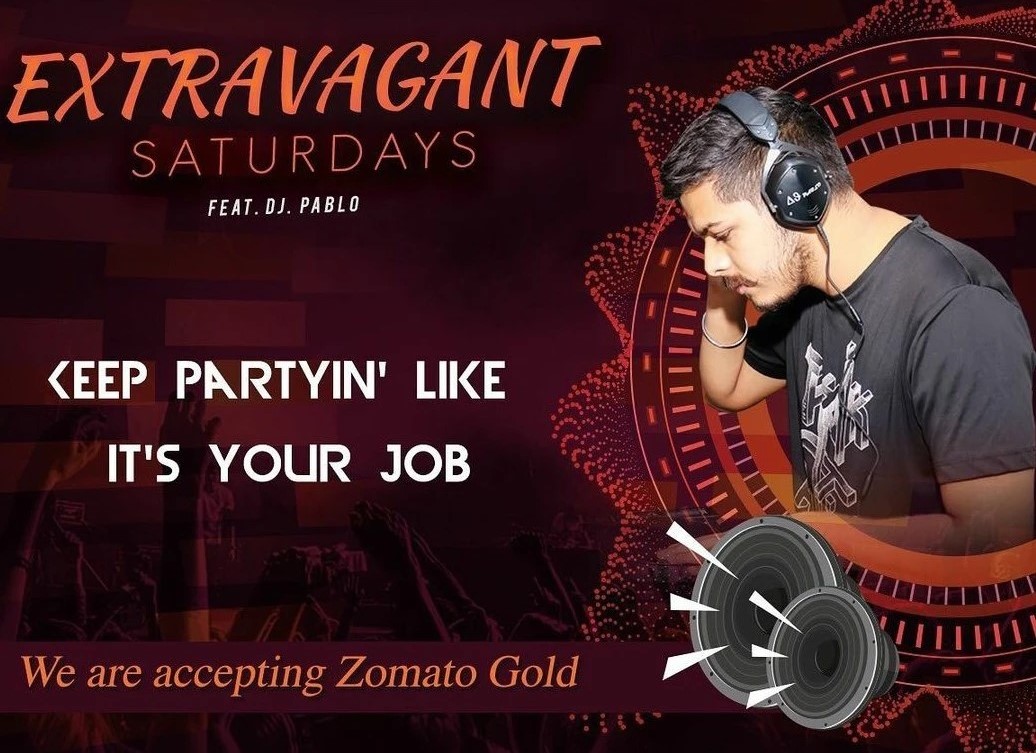 EXTRAVAGANT
SATURDAYS
FEAT. DJ. PABLO
KEEP PARTYIN' LIKE
IT'S YOUR JOB
We are accepting Zomato Gold